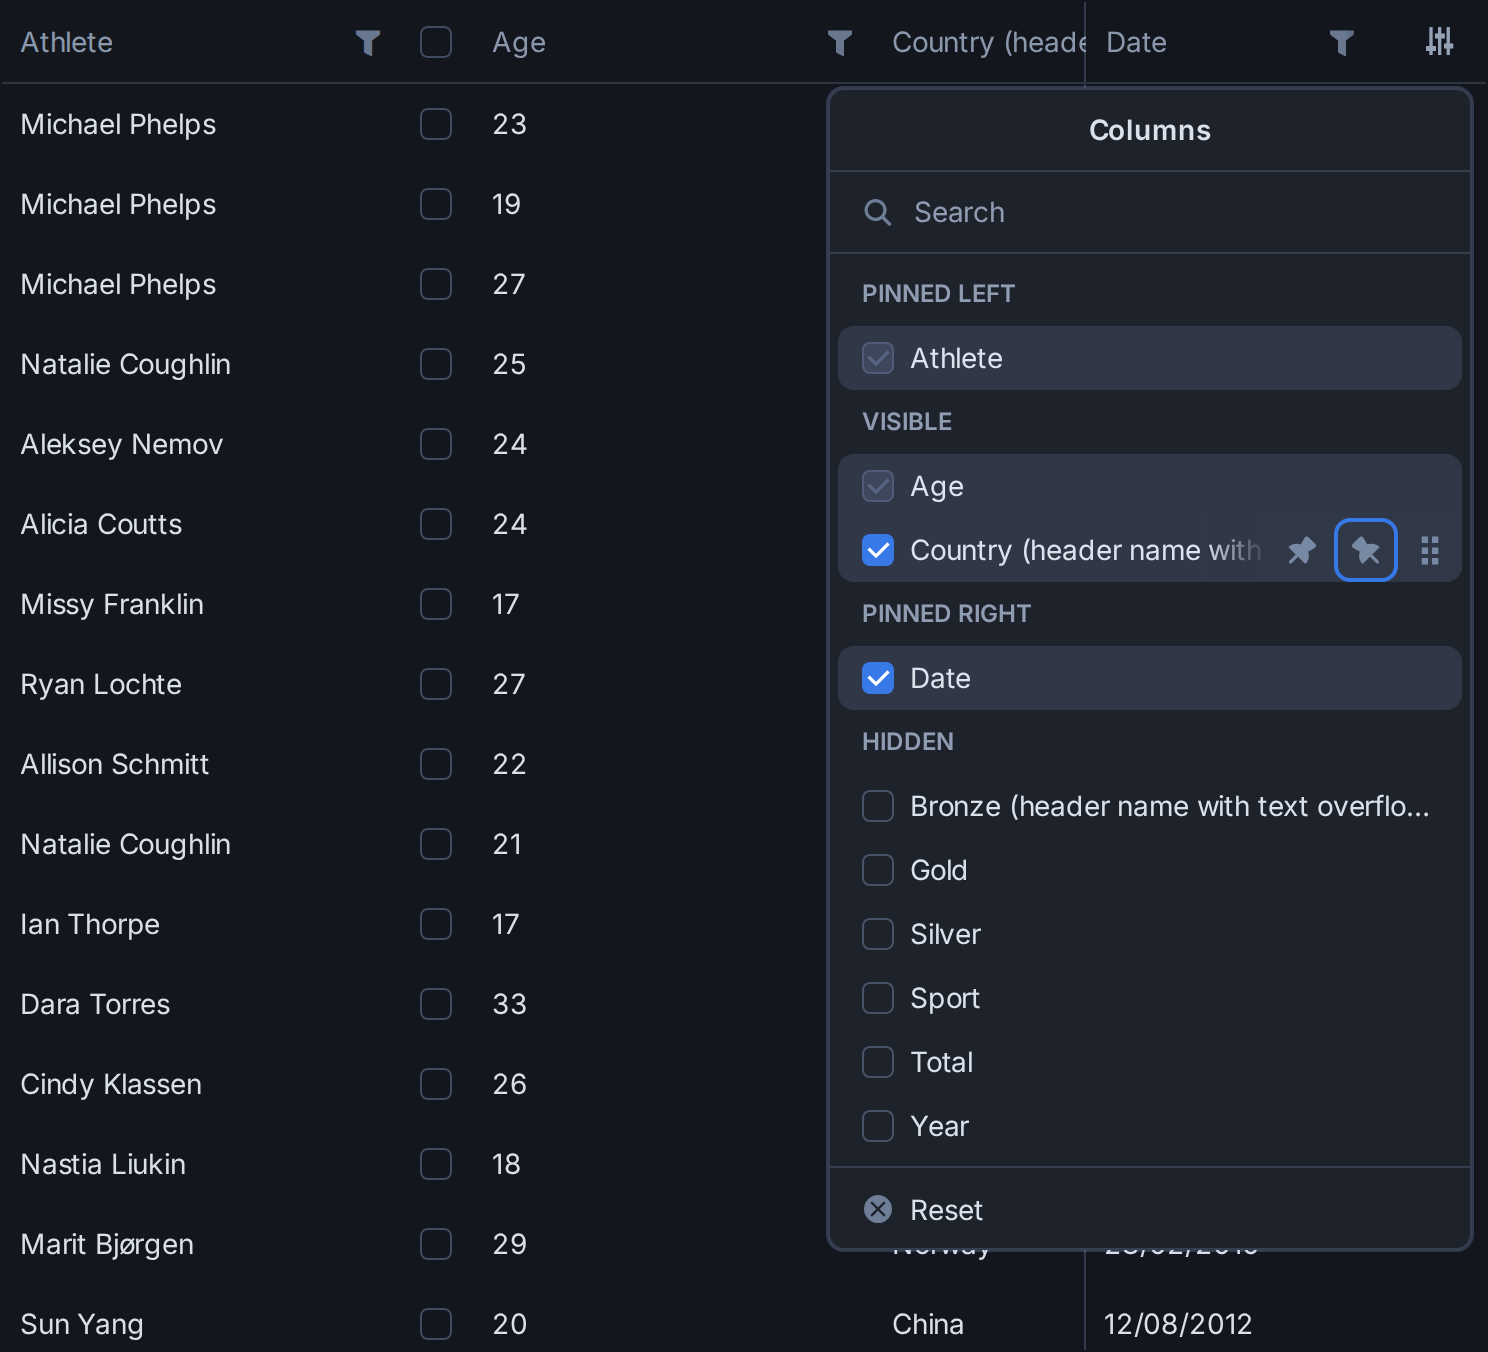 Athlete Age Country (heade Date
Michael Phelps 23
Columns
Michael Phelps 19
Search
Michael Phelps 27
PINNED LEFT
Natalie Coughlin 25
Athlete
VISIBLE
Aleksey Nemov 24
Age
Alicia Coutts 24
Country (header name with
Missy Franklin 17
PINNED RIGHT
Ryan Lochte 27
Date
HIDDEN
Allison Schmitt 22
Bronze (header name with text overflo...
Natalie Coughlin 21
Gold
Ian Thorpe 17
Silver
Dara Torres 33
Sport
Cindy Klassen 26
Total
Nastia Liukin 18
Year
Reset
Marit Bjørgen 29 Norway
Sun Yang 20 China 12/08/2012